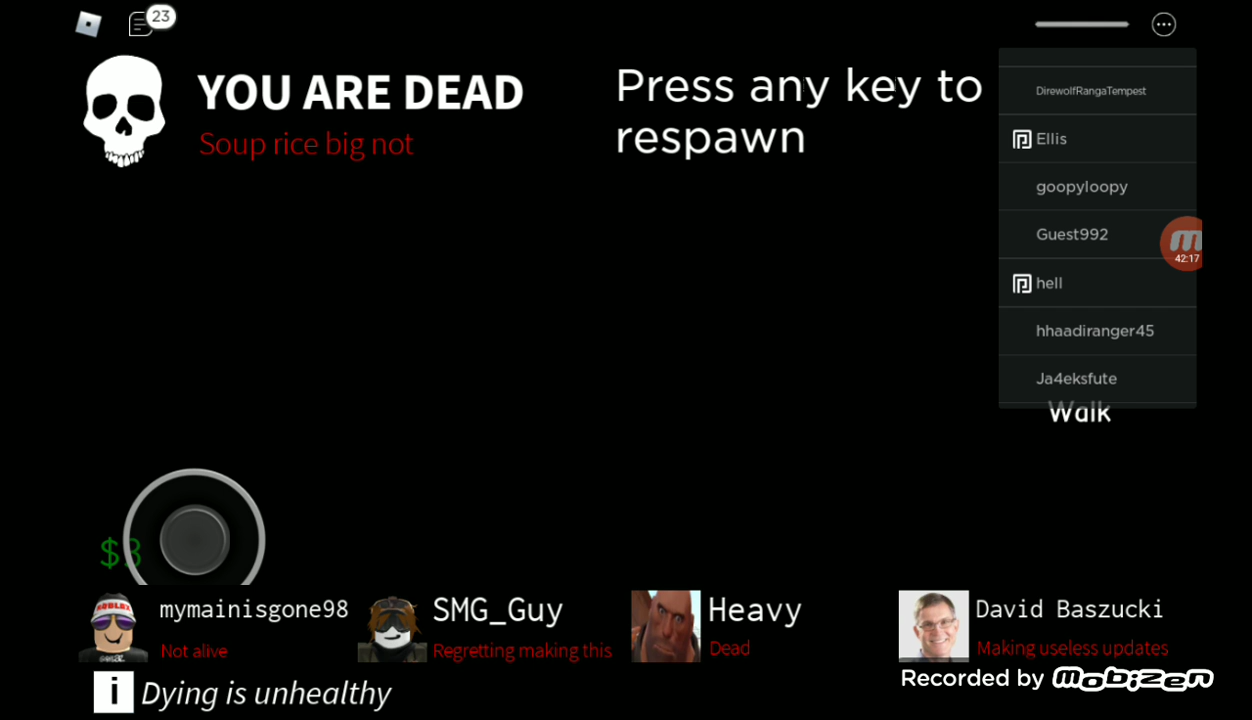 23
YOU ARE DEAD
Soup rice big not
Press any key to
respawn
DirewolfRangaTempest
Ellis
goopyloopy
Guest992
hell
hhaadiranger45
Ja4eksfute
42:17
Walk
$3
mymainisgone98
Not alive
SMG_Guy
Regretting making this
Heavy
Dead
David Baszucki
Making useless updates
i Dying is unhealthy
Recorded by mobizen